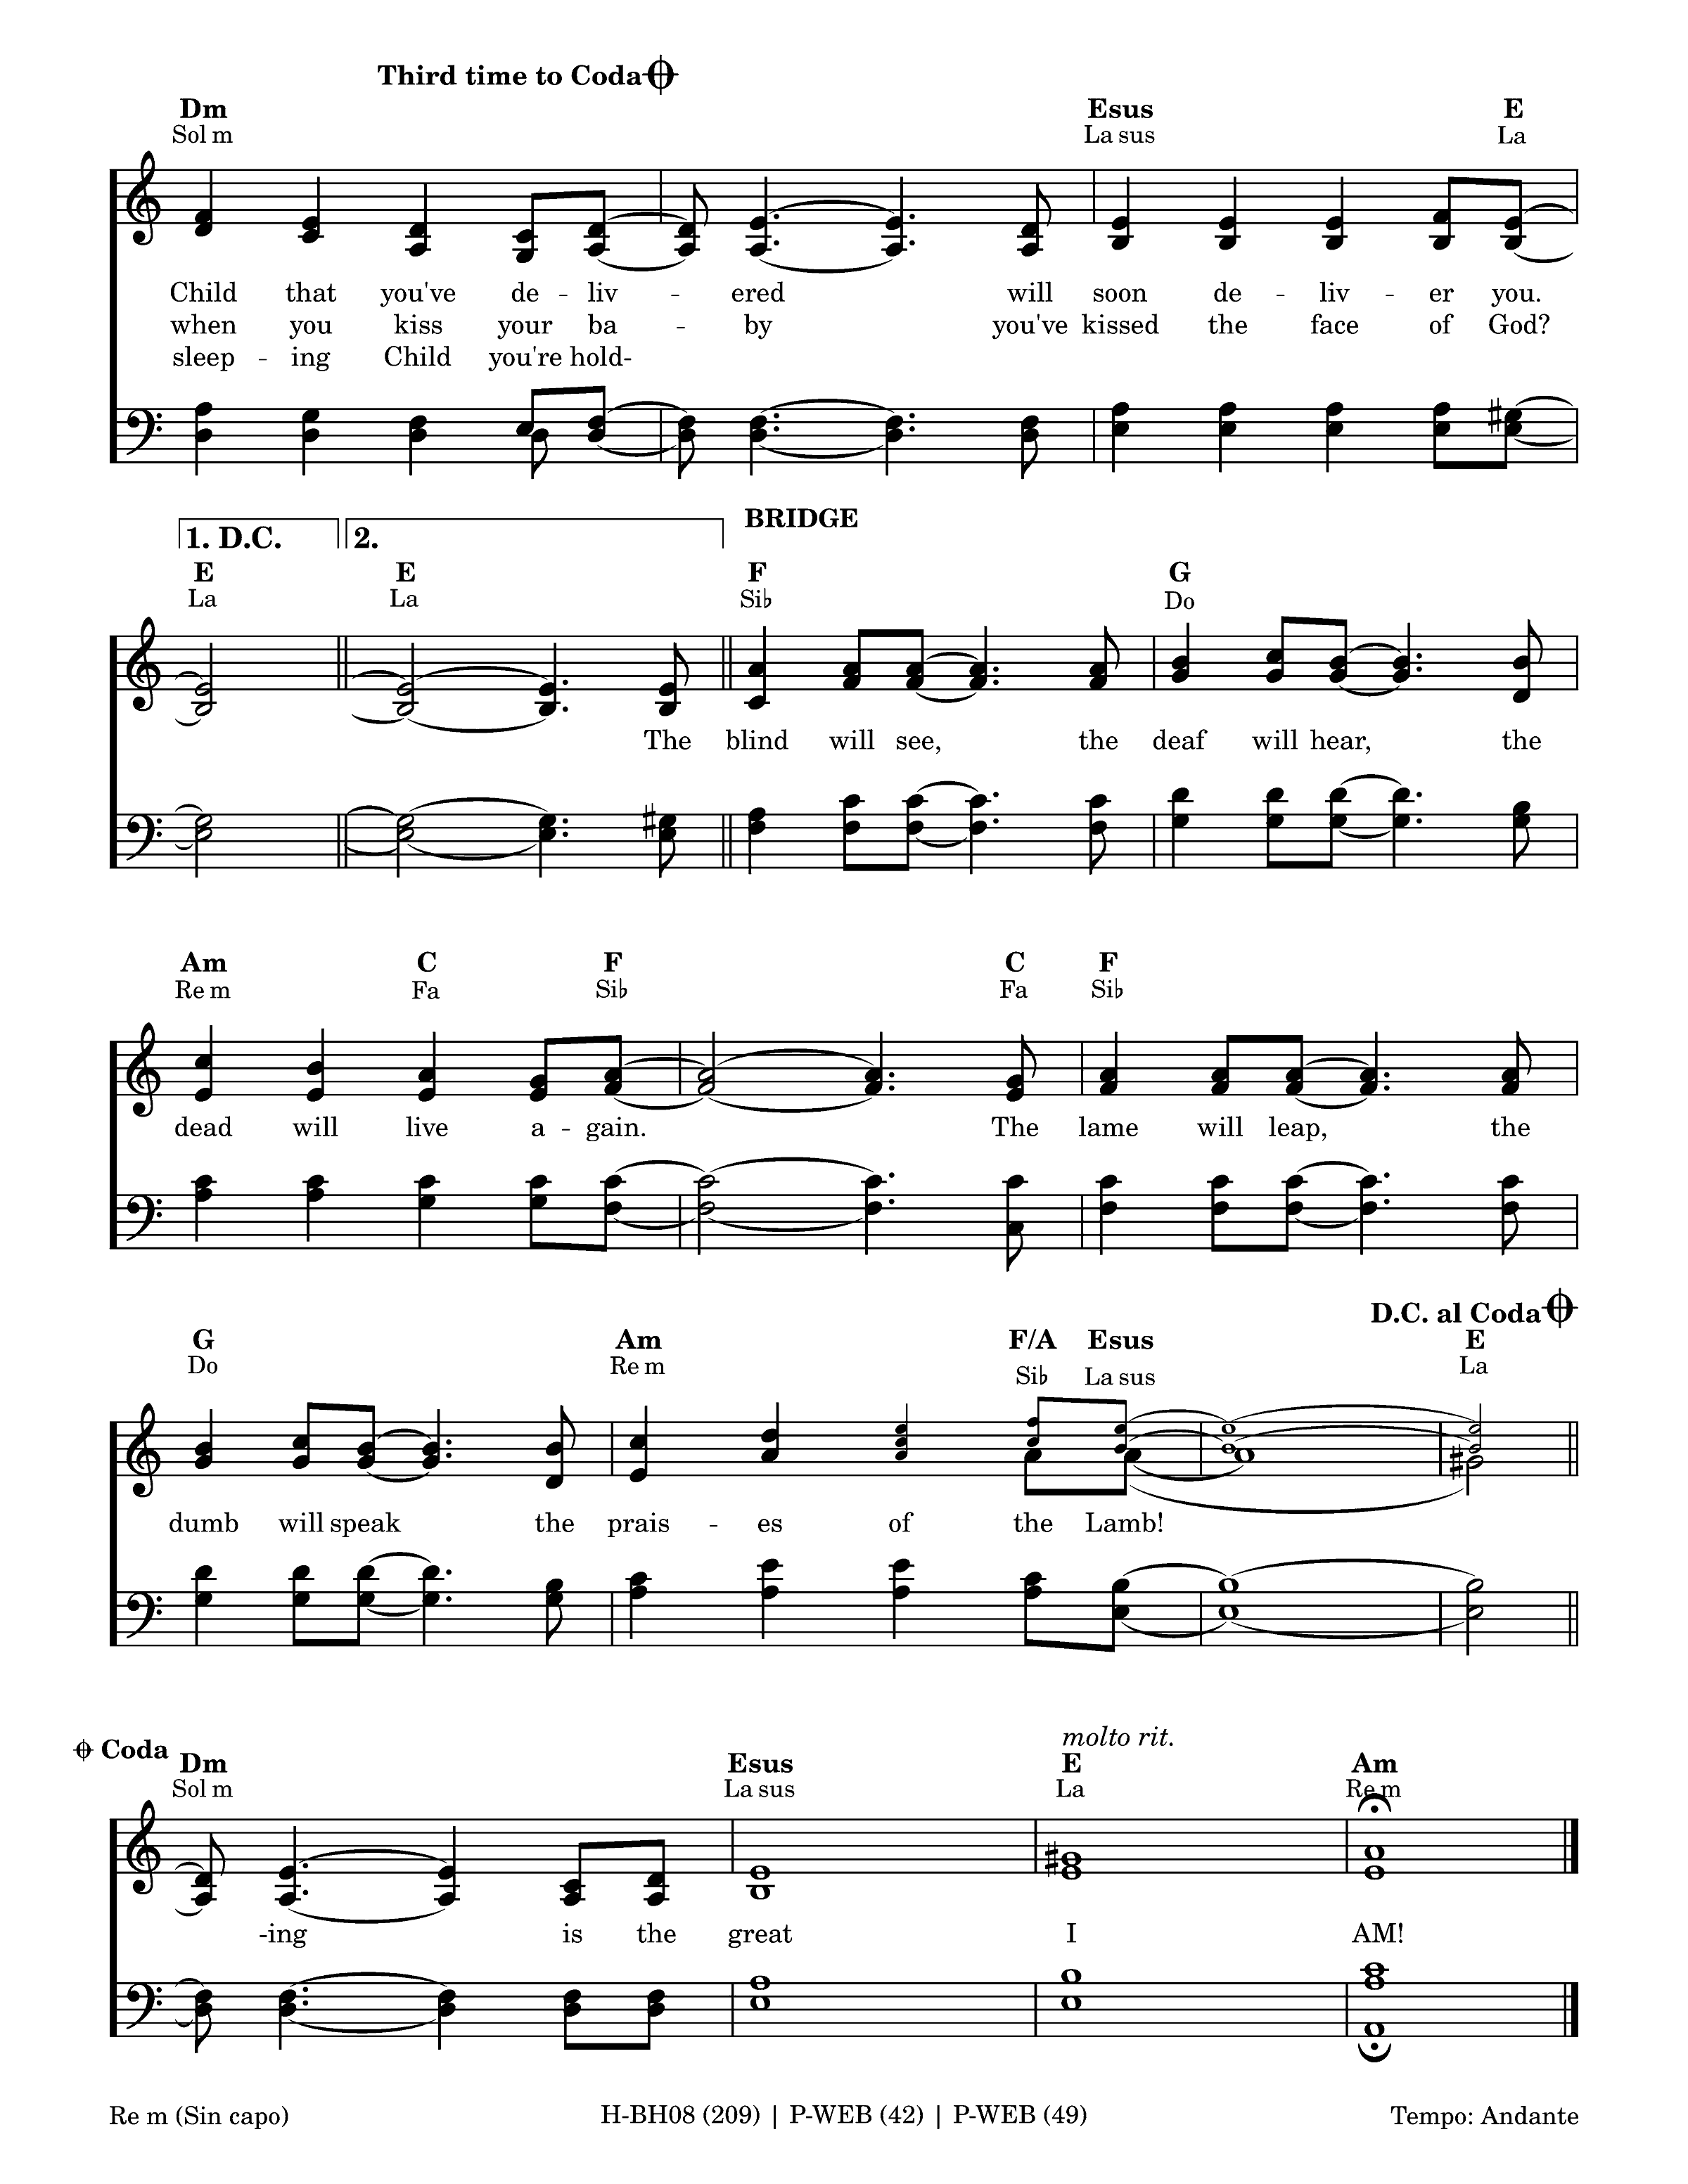 Third time to Coda
Dm Esus E
Sol m La sus La
Child that you've de - liv - ered will soon de - liv - er you.
when you kiss your ba - by you've kissed the face of God?
sleep - ing Child you're hold-
1. D.C. 2. BRIDGE
E E F G
La La Si♭ Do
The blind will see, the deaf will hear, the
Am C F C F
Re m Fa Si♭ Fa Si♭
dead will live a - gain. The lame will leap, the
D.C. al Coda
G Am F/A Esus E
Do Re m Si♭ La sus La
dumb will speak the prais - es of the Lamb!
molto rit.
Coda
Dm Esus E Am
Sol m La sus La Re m
-ing is the great I AM!
Re m (Sin capo) H-BH08 (209) | P-WEB (42) | P-WEB (49) Tempo: Andante